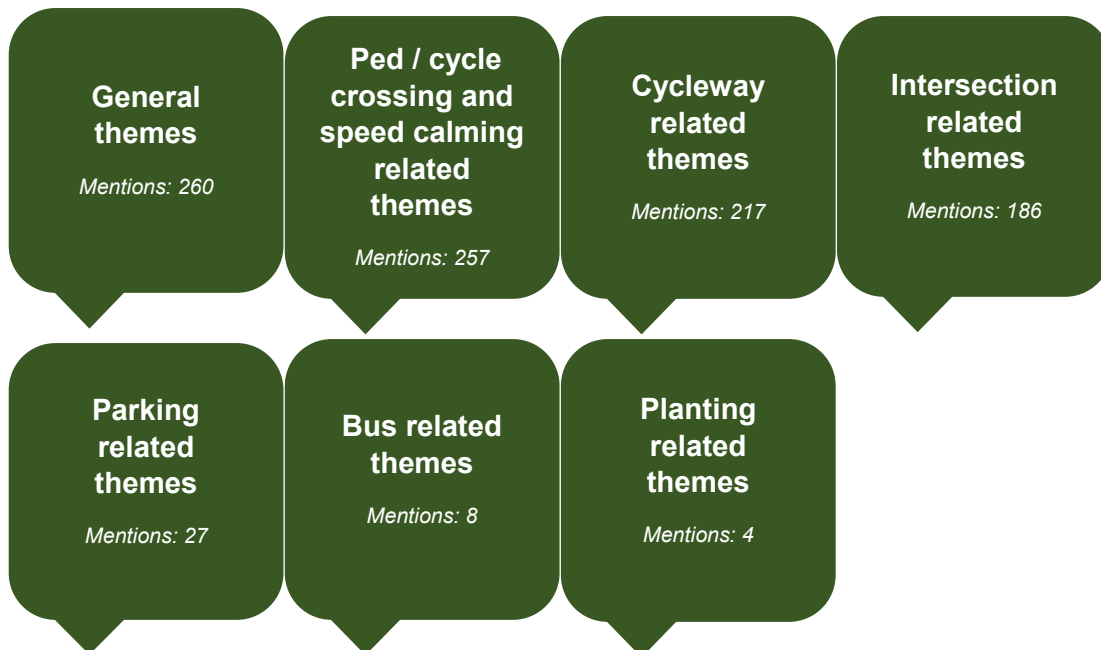 General
themes
Mentions: 260
Ped / cycle
crossing and
speed calming
related
themes
Mentions: 257
Cycleway
related
themes
Mentions: 217
Intersection
related
themes
Mentions: 186
Parking
related
themes
Mentions: 27
Bus related
themes
Mentions: 8
Planting
related
themes
Mentions: 4